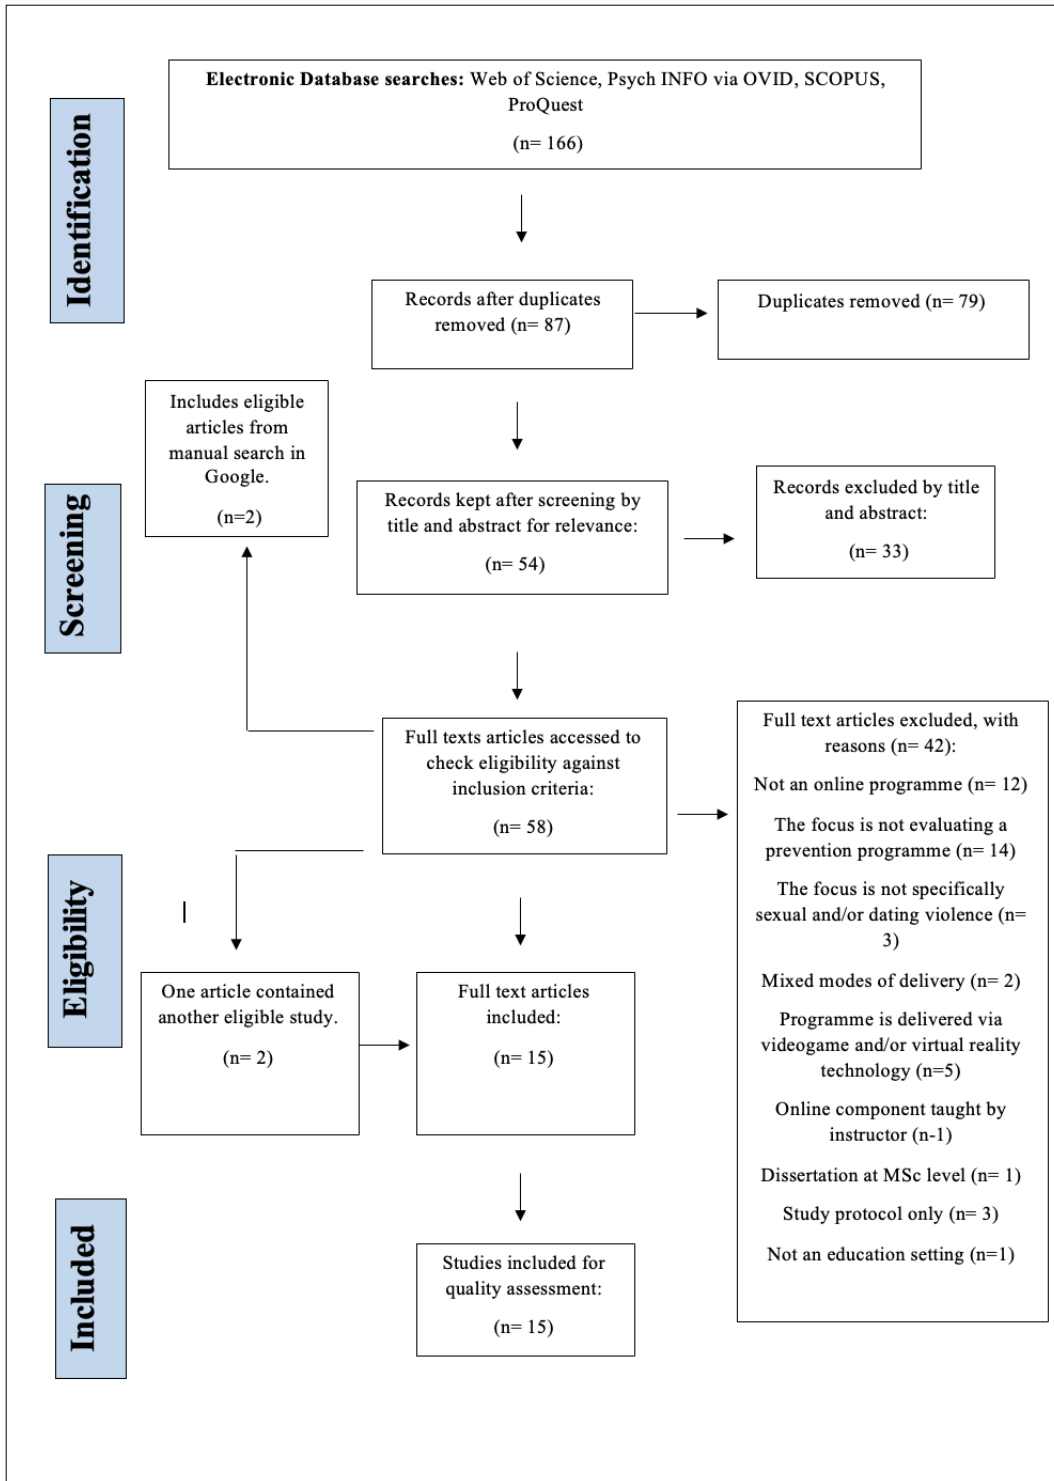 Identification
Electronic Database searches: Web of Science, Psych INFO via OVID, SCOPUS,
ProQuest
(n= 166)
Records after duplicates
removed (n= 87)
Duplicates removed (n= 79)
Screening
Includes eligible
articles from
manual search in
Google.
(n=2)
Records kept after screening by
title and abstract for relevance:
(n= 54)
Records excluded by title
and abstract:
(n= 33)
Eligibility
Full texts articles accessed to
check eligibility against
inclusion criteria:
(n= 58)
Full text articles excluded, with
reasons (n= 42):
Not an online programme (n= 12)
The focus is not evaluating a
prevention programme (n= 14)
The focus is not specifically
sexual and/or dating violence (n=
3)
Mixed modes of delivery (n= 2)
Programme is delivered via
videogame and/or virtual reality
technology (n=5)
Online component taught by
instructor (n-1)
Dissertation at MSc level (n= 1)
Study protocol only (n= 3)
Not an education setting (n=1)
One article contained
another eligible study.
(n= 2)
Full text articles
included:
(n= 15)
Included
Studies included for
quality assessment:
(n= 15)